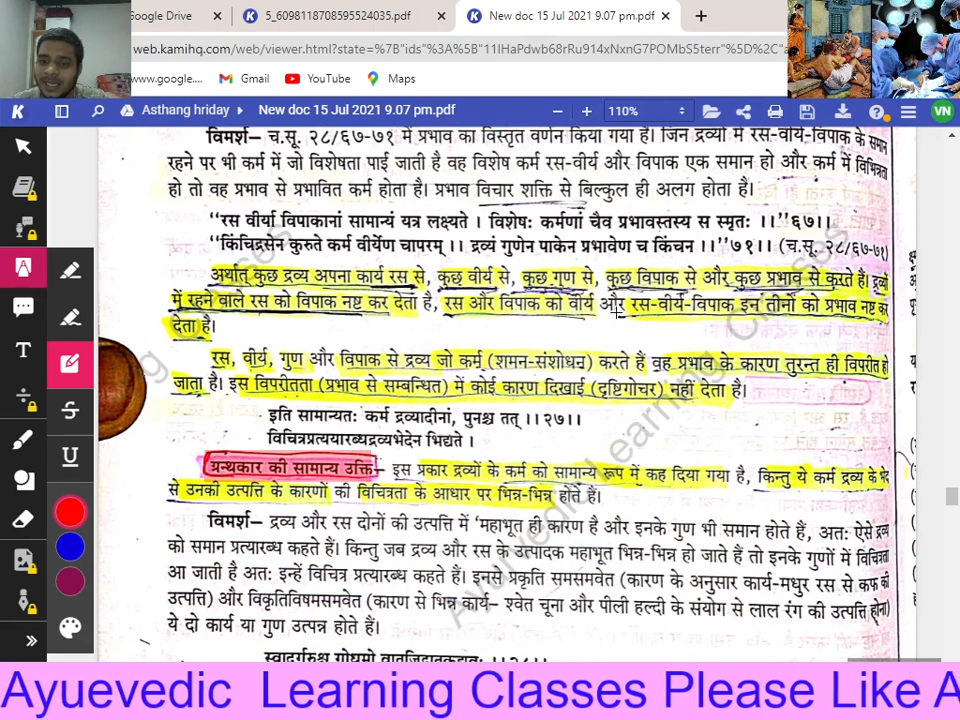 Google Drive
5_6098118708595524035.pdf
New doc 15 Jul 2021 9.07 pm.pdf
web.kamihq.com/web/viewer.html?state=%7B"ids"%3A%5B"11IHaPdwb68rRu914xNxnG7POMbS5terr"%5D%2C"a
www.google....
Gmail
YouTube
Maps
Asthang hriday
New doc 15 Jul 2021 9.07 pm.pdf
110%
VN
विमर्श– च.सू. २८/६७-७१ में प्रभाव का विस्तृत वर्णन किया गया है। जिन द्रव्यों में रस-वीर्य-विपाक के समान
रहने पर भी कर्म में जो विशेषता पाई जाती है वह विशेष कर्म रस-वीर्य और विपाक एक समान हो और कर्म में विभिन्नता
हो तो वह प्रभाव से प्रभावित कर्म होता है। प्रभाव विचार शक्ति से बिल्कुल ही अलग होता है।
"रस वीर्या विपाकानां सामान्यं यत्र लक्ष्यते । विशेषः कर्मणां चैव प्रभावस्तस्य स स्मृतः ।।"६७।।
"किंचिद्रसेन कुरुते कर्म वीर्येण चापरम् ।। द्रव्यं गुणेन पाकेन प्रभावेण च किंचन ।।"७१।। (च.सू. २८/६७-७१)
अर्थात् कुछ द्रव्य अपना कार्य रस से, कुछ वीर्य से, कुछ गुण से, कुछ विपाक से और कुछ प्रभाव से करते है। द्रव्यों
में रहने वाले रस को विपाक नष्ट कर देता है, रस और विपाक को वीर्य और रस-वीर्य-विपाक इन तीनों को प्रभाव नष्ट कर
देता है।
रस, वीर्य, गुण और विपाक से द्रव्य जो कर्म (शमन-संशोधन) करते हैं वह प्रभाव के कारण तुरन्त ही विपरीत हो
जाता है। इस विपरीतता (प्रभाव से सम्बन्धित) में कोई कारण दिखाई (दृष्टिगोचर) नहीं देता है।
इति सामान्यतः कर्म द्रव्यादीनां, पुनश्च तत् ।।२७।।
विचित्रप्रत्ययारब्धद्रव्यभेदेन भिद्यते ।
ग्रन्थकार की सामान्य उक्ति– इस प्रकार द्रव्यों के कर्म को सामान्य रूप में कह दिया गया है, किन्तु ये कर्म द्रव्य के भेद
से उनकी उत्पत्ति के कारणों की विचित्रता के आधार पर भिन्न-भिन्न होते हैं।
विमर्श– द्रव्य और रस दोनों की उत्पत्ति में 'महाभूत ही कारण है और इनके गुण भी समान होते हैं, अतः ऐसे द्रव्य
को समान प्रत्यारब्ध कहते हैं। किन्तु जब द्रव्य और रस के उत्पादक महाभूत भिन्न-भिन्न हो जाते हैं तो इनके गुणों में विचित्रता
आ जाती है अतः इन्हें विचित्र प्रत्यारब्ध कहते हैं। इनसे प्रकृति समसमवेत (कारण के अनुसार कार्य-मधुर रस से कफ की
उत्पत्ति) और विकृतिविषमसमवेत (कारण से भिन्न कार्य- श्वेत चूना और पीली हल्दी के संयोग से लाल रंग की उत्पत्ति होना)
ये दो कार्य या गुण उत्पन्न होते हैं।
Ayurvedic Learning Classes
Ayuevedic Learning Classes Please Like A